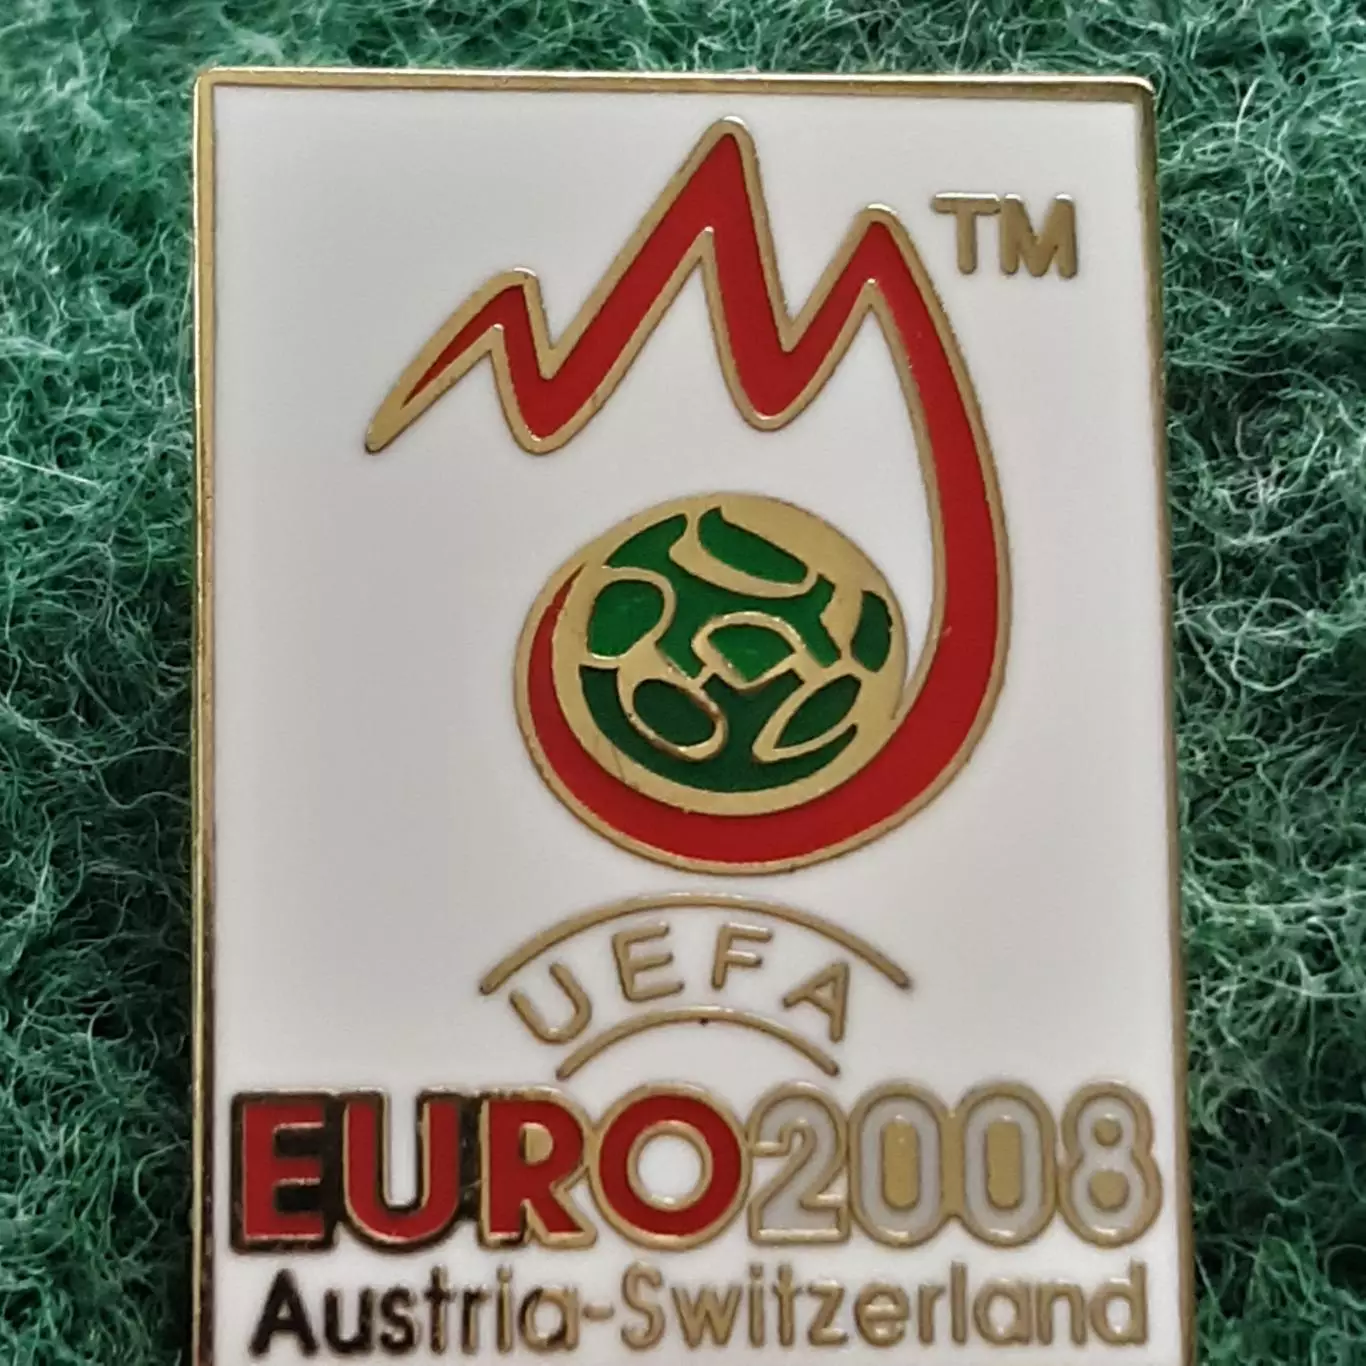 TM
UEFA
EURO2008
Austria-Switzerland